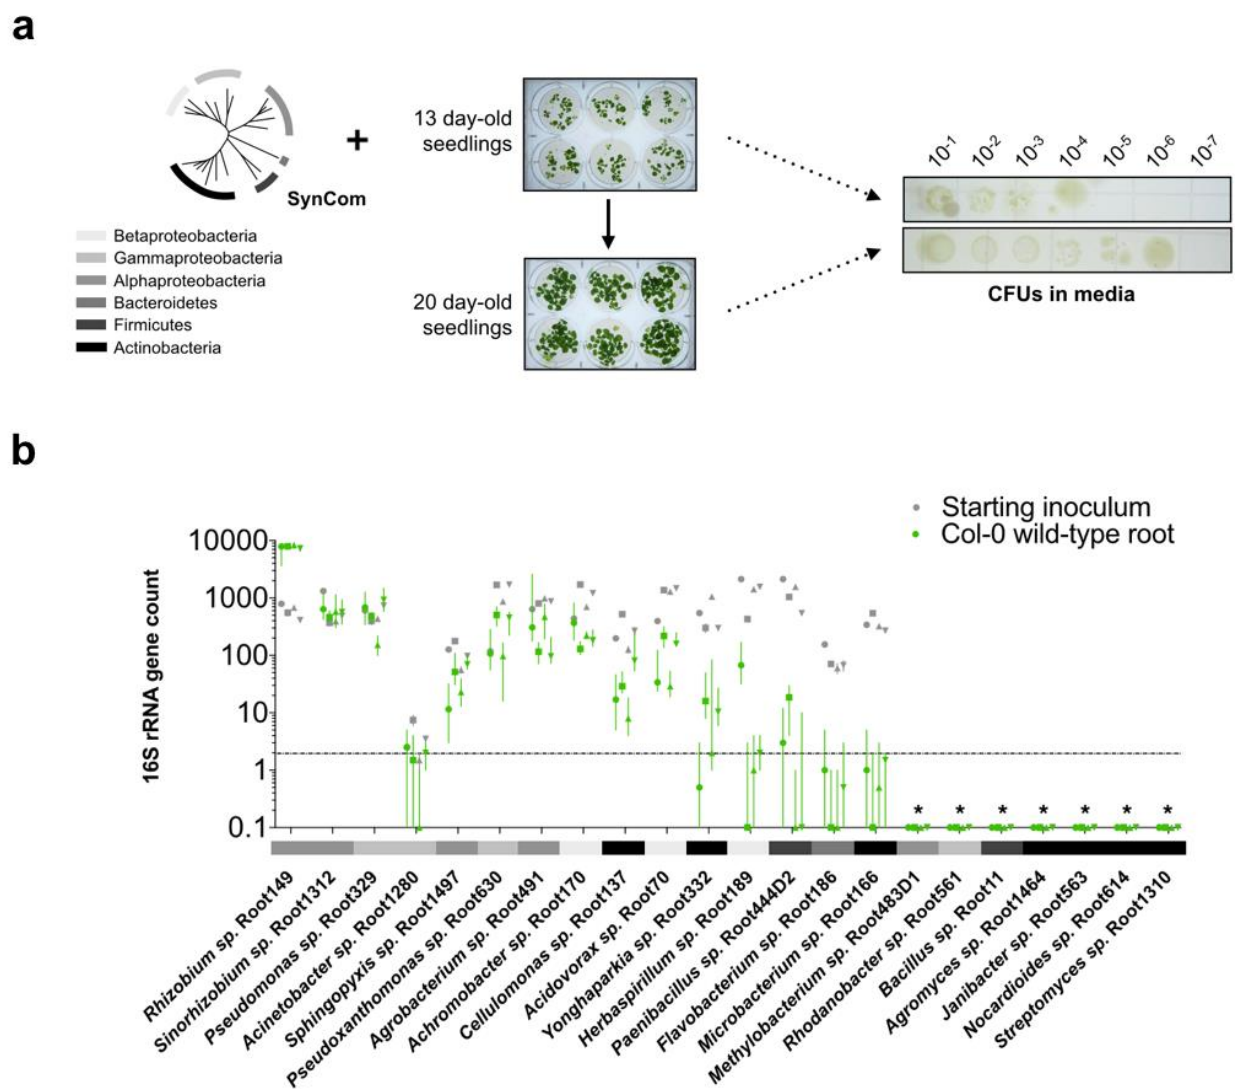 a
13 day-old
seedlings
SynCom
Betaproteobacteria
Gammaproteobacteria
Alphaproteobacteria
Bacteroidetes
Firmicutes
Actinobacteria
20 day-old
seedlings
10-1 10-2 10-3 10-4 10-5 10-6 10-7
CFUs in media
b
Starting inoculum
Col-0 wild-type root
16S rRNA gene count
10000
1000
100
10
1
0.1
* * * * * * *
Rhizobium sp. Root149
Sinorhizobium sp. Root1312
Pseudomonas sp. Root329
Acinetobacter sp. Root1280
Sphingopyxis sp. Root1497
Pseudoxanthomonas sp. Root630
Agrobacterium sp. Root491
Achromobacter sp. Root170
Cellulomonas sp. Root137
Acidovorax sp. Root70
Yonghaparkia sp. Root332
Herbaspirillum sp. Root189
Paenibacillus sp. Root444D2
Flavobacterium sp. Root186
Microbacterium sp. Root166
Methylobacterium sp. Root483D1
Rhodanobacter sp. Root561
Bacillus sp. Root11
Agromyces sp. Root1464
Janibacter sp. Root563
Nocardioides sp. Root614
Streptomyces sp. Root1310